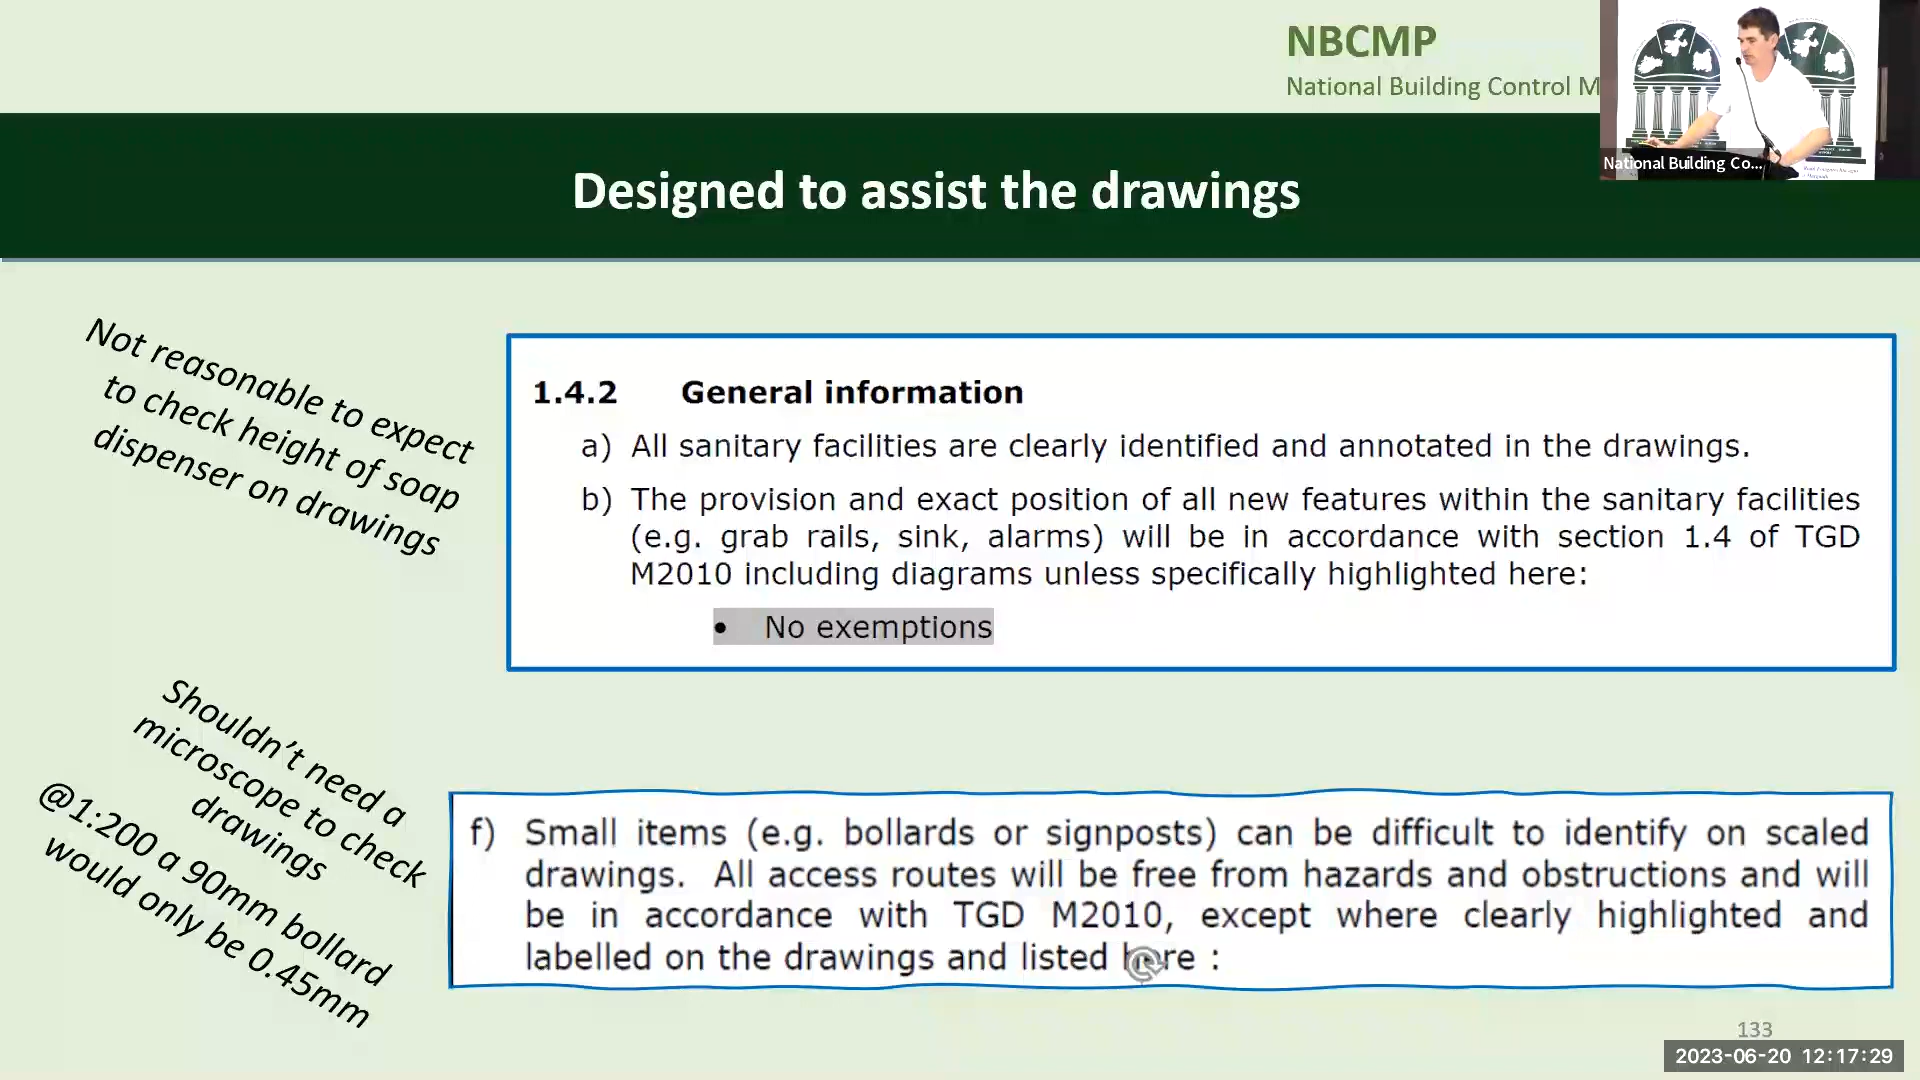 NBCMP
National Building Control M
National Building Co...
Designed to assist the drawings
Not reasonable to expect
to check height of soap
dispenser on drawings
1.4.2 General information
a) All sanitary facilities are clearly identified and annotated in the drawings.
b) The provision and exact position of all new features within the sanitary facilities
(e.g. grab rails, sink, alarms) will be in accordance with section 1.4 of TGD
M2010 including diagrams unless specifically highlighted here:
• No exemptions
Shouldn't need a
microscope to check
drawings
@1:200 a 90mm bollard
would only be 0.45mm
f) Small items (e.g. bollards or signposts) can be difficult to identify on scaled
drawings. All access routes will be free from hazards and obstructions and will
be in accordance with TGD M2010, except where clearly highlighted and
labelled on the drawings and listed here :
133
2023-06-20 12:17:29